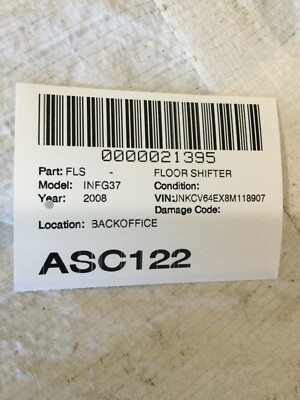 0000021395
Part: FLS - FLOOR SHIFTER
Model: INFG37 Condition:
Year: 2008 VIN:JNKCV64EX8M118907
Damage Code:
Location: BACKOFFICE
ASC122